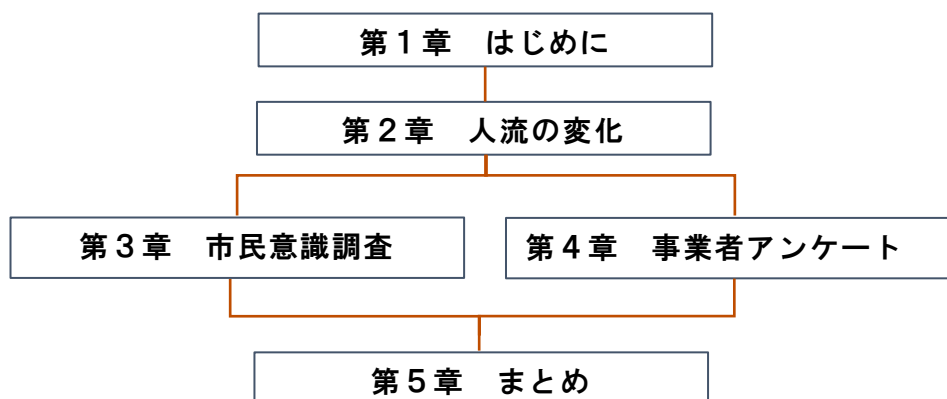 第１章　はじめに
第２章　人流の変化
第３章　市民意識調査
第４章　事業者アンケート
第５章　まとめ